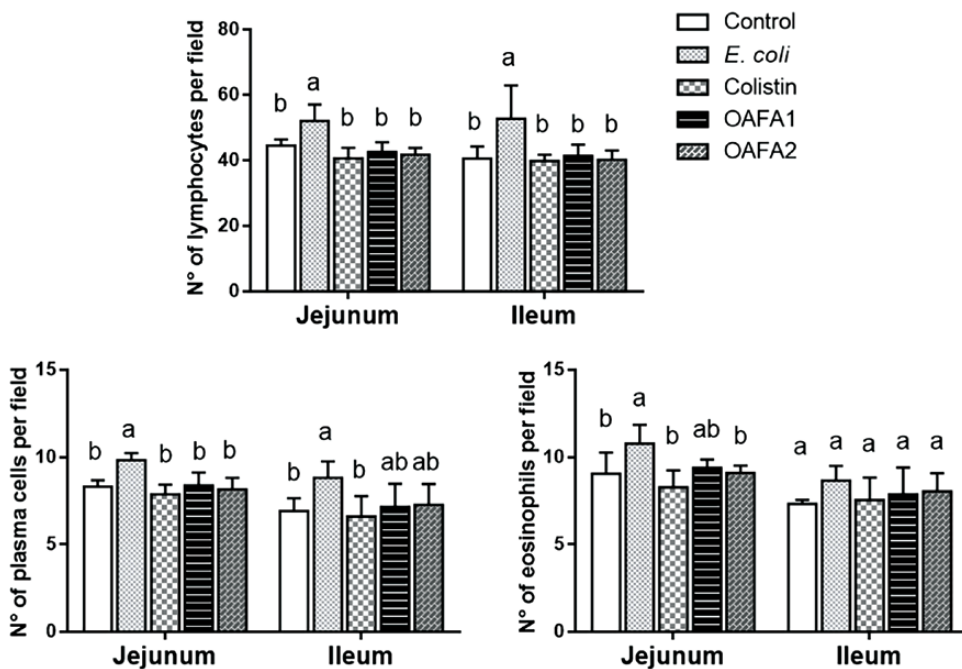 N° of lymphocytes per field
80
60
40
20
0
b a b b b
b a b b b
Jejunum Ileum
Control
E. coli
Colistin
OAFA1
OAFA2
N° of plasma cells per field
15
10
5
0
b a b b b
b a b ab ab
Jejunum Ileum
N° of eosinophils per field
15
10
5
0
b a b ab b
a a a a a
Jejunum Ileum